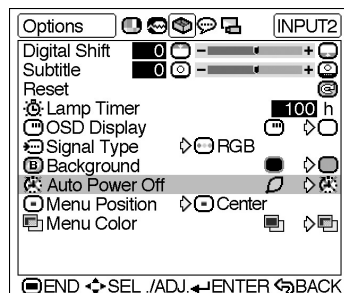 Options INPUT2
Digital Shift 0 - +
Subtitle 0 - +
Reset
Lamp Timer 100 h
OSD Display
Signal Type RGB
B Background
Auto Power Off
Menu Position Center
Menu Color
END SEL./ADJ. ENTER BACK